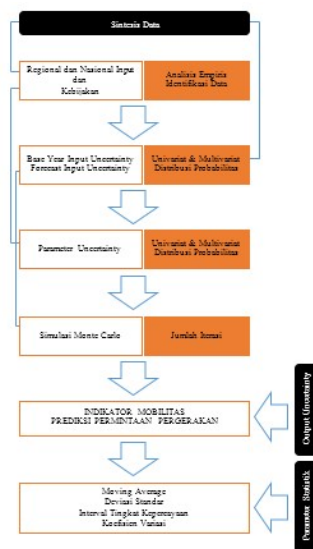 Sintesis Data
Regional dan Nasional Input
dan
Kebijakan
Analisis Empiris
Identifikasi Data
Base Year Input Uncertainty
Forecast Input Uncertainty
Univariat & Multivariat
Distribusi Probabilitas
Parameter Uncertainty
Univariat & Multivariat
Distribusi Probabilitas
Simulasi Monte Carlo
Jumlah Iterasi
INDIKATOR MOBILITAS
PREDIKSI PERMINTAAN PERGERAKAN
Output Uncertainty
Moving Average
Deviasi Standar
Interval Tingkat Kepercayaan
Koefisien Variasi
Parameter Statistik